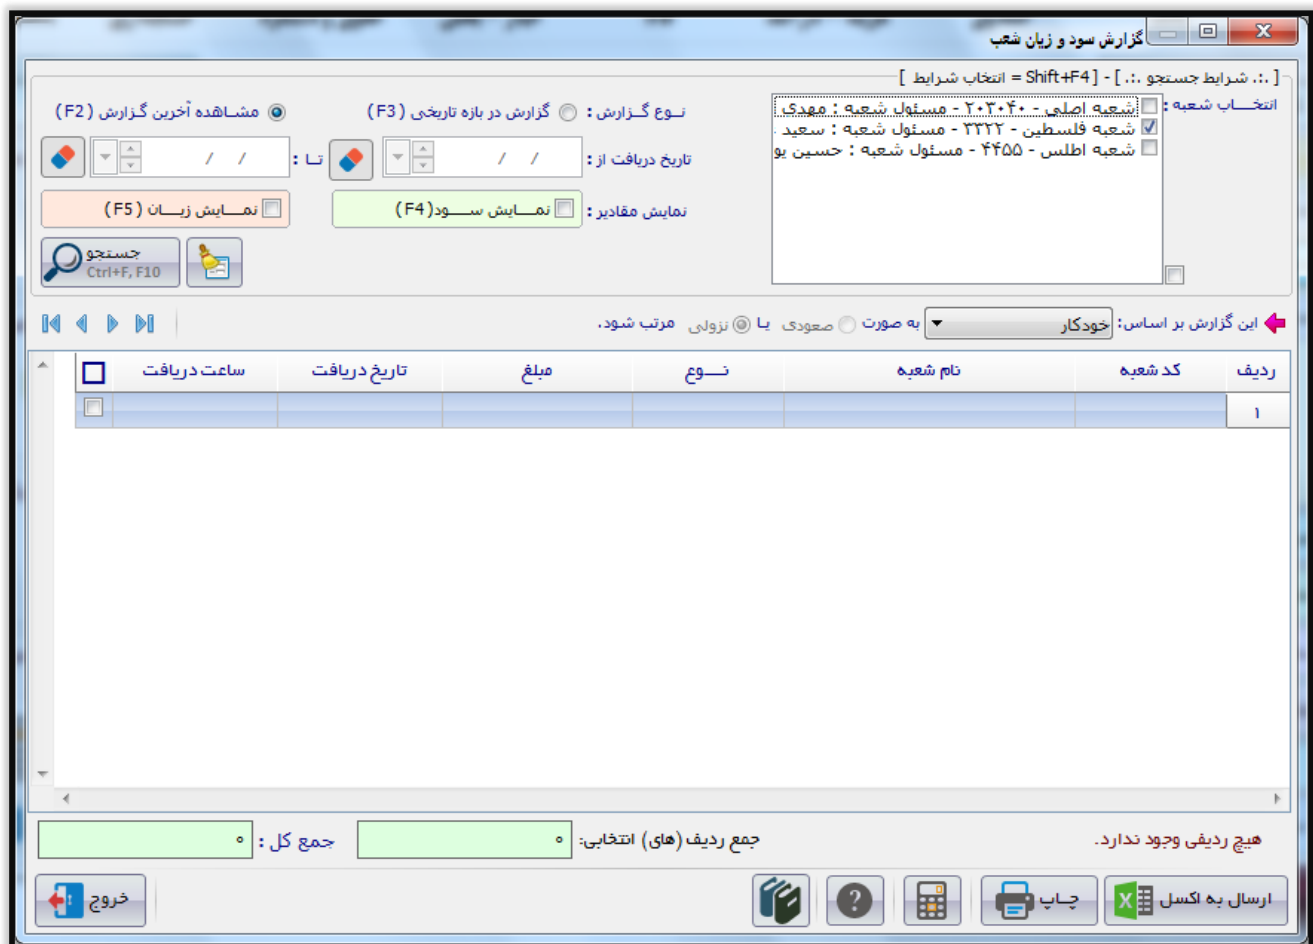 گزارش سود و زیان شعب
[ .:. شرایط جستجو .:. ] - [ Shift+F4 = انتخاب شرایط ]
انتخـــاب شعبه :
شعبه اصلی - ۲۰۳۰۴۰ - مسئول شعبه : مهدی
شعبه فلسطین - ۳۳۲۲ - مسئول شعبه : سعید
شعبه اطلس - ۴۴۵۵ - مسئول شعبه : حسین یو
نــوع گــزارش : گزارش در بازه تاریخی ( F3 ) مشــاهده آخرین گـزارش ( F2 )
تاریخ دریافت از : / / تــا : / /
نمایش مقادیر : نمـــایش ســـود( F4 ) نمـــایش زیـــان ( F5 )
جستجو
Ctrl+F, F10
این گزارش بر اساس: خودکار به صورت صعودی یـا نزولی مرتب شود.
ردیف کد شعبه نام شعبه نـــوع مبلغ تاریخ دریافت ساعت دریافت
۱
هیچ ردیفی وجود ندارد. جمع ردیف (های) انتخابی: ۰ جمع کل : ۰
ارسال به اکسل چــاپ خروج